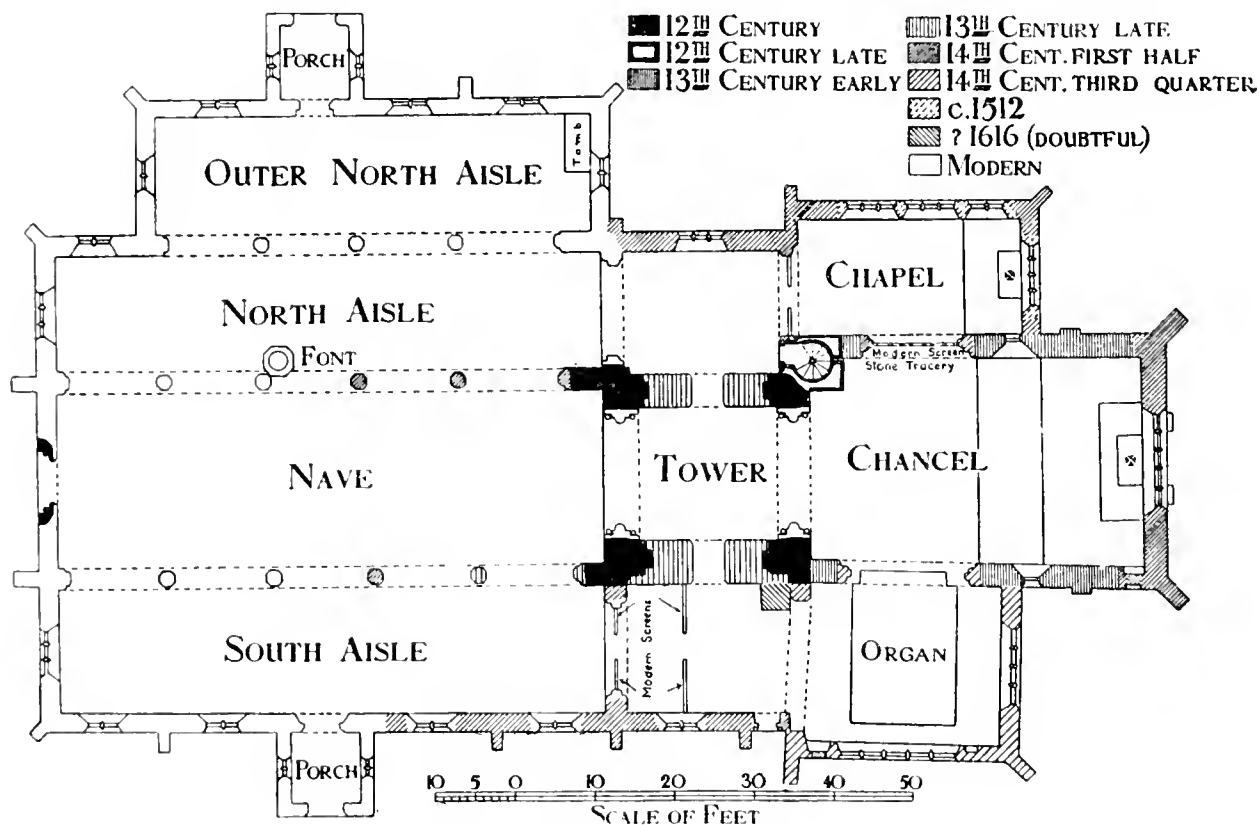 12TH CENTURY
12TH CENTURY LATE
13TH CENTURY EARLY
13TH CENTURY LATE
14TH CENT. FIRST HALF
14TH CENT. THIRD QUARTER
C.1512
? 1616 (DOUBTFUL)
MODERN
PORCH
OUTER NORTH AISLE
Tomb
NORTH AISLE
FONT
CHAPEL
Modern Screen
Stone Tracery
NAVE
TOWER
CHANCEL
SOUTH AISLE
Modern Screens
ORGAN
PORCH
10 5 0 10 20 30 40 50
SCALE OF FEET